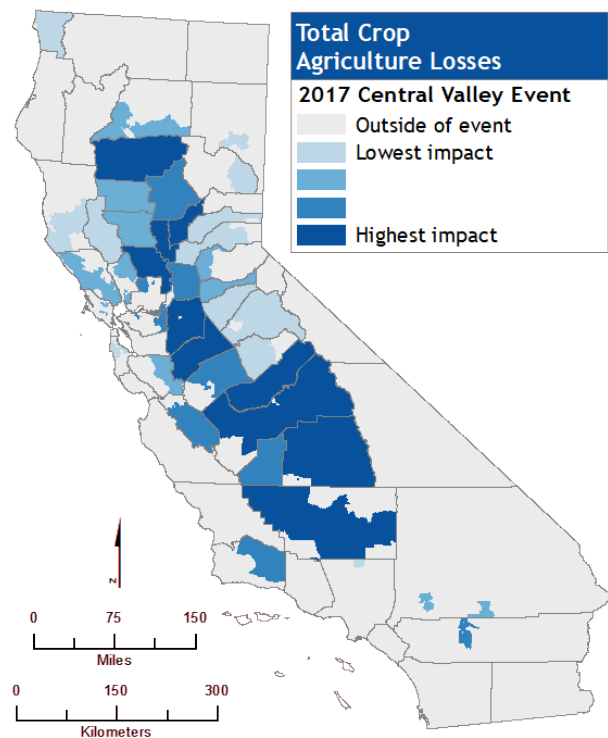 Total Crop
Agriculture Losses
2017 Central Valley Event
Outside of event
Lowest impact
Highest impact
N
0 75 150
Miles
0 150 300
Kilometers